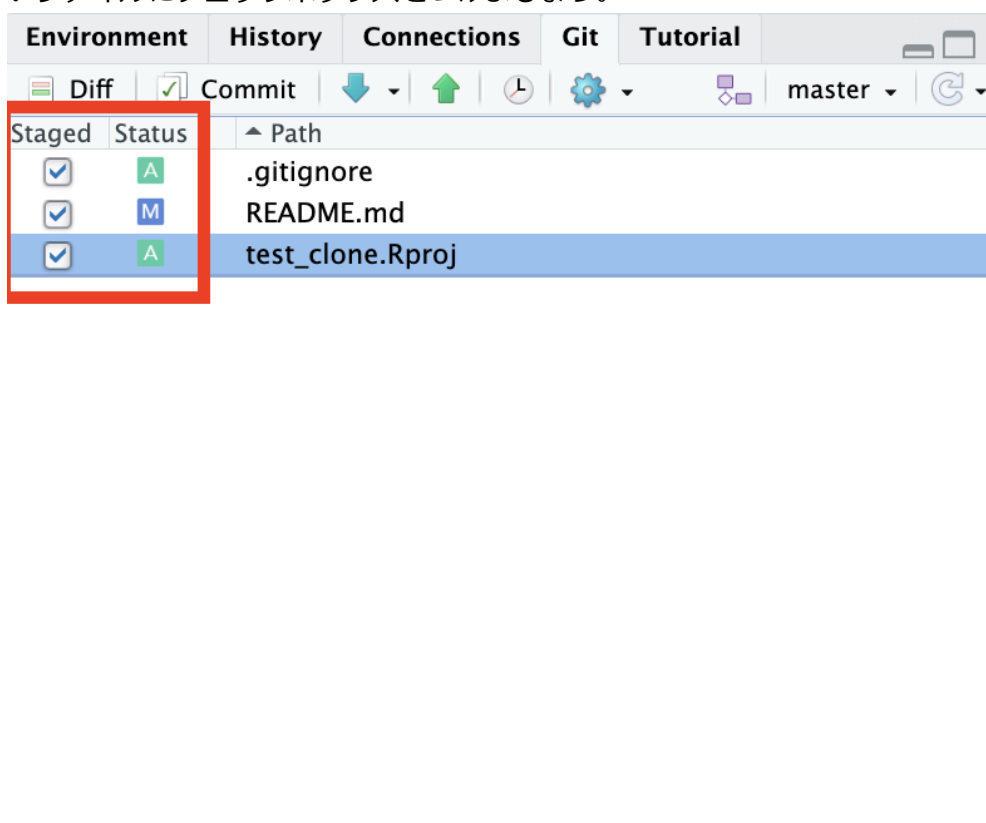 Environment History Connections Git Tutorial
Diff Commit master
Staged Status Path
A .gitignore
M README.md
A test_clone.Rproj